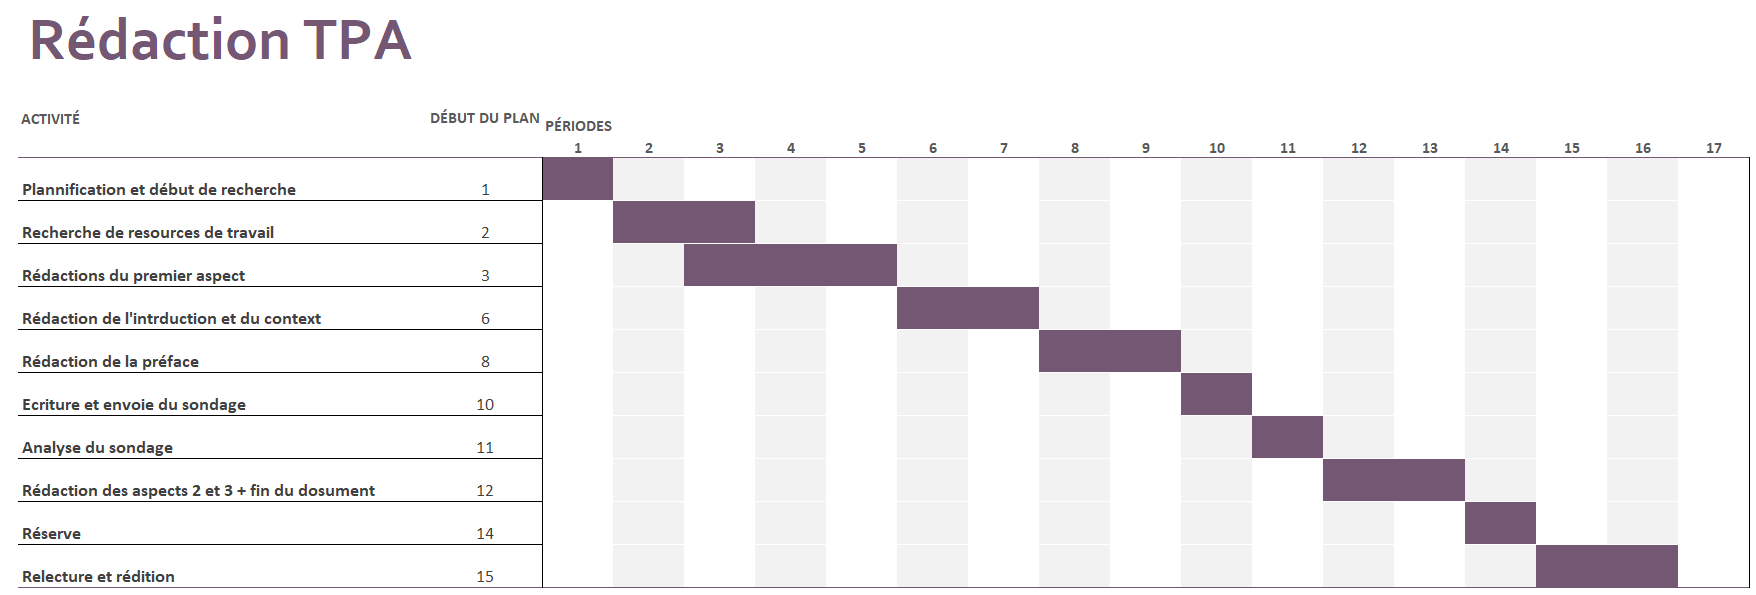 Rédaction TPA
ACTIVITÉ DÉBUT DU PLAN PÉRIODES
1 2 3 4 5 6 7 8 9 10 11 12 13 14 15 16 17
Plannification et début de recherche 1
Recherche de resources de travail 2
Rédactions du premier aspect 3
Rédaction de l'intrduction et du context 6
Rédaction de la préface 8
Ecriture et envoie du sondage 10
Analyse du sondage 11
Rédaction des aspects 2 et 3 + fin du dosument 12
Réserve 14
Relecture et rédition 15